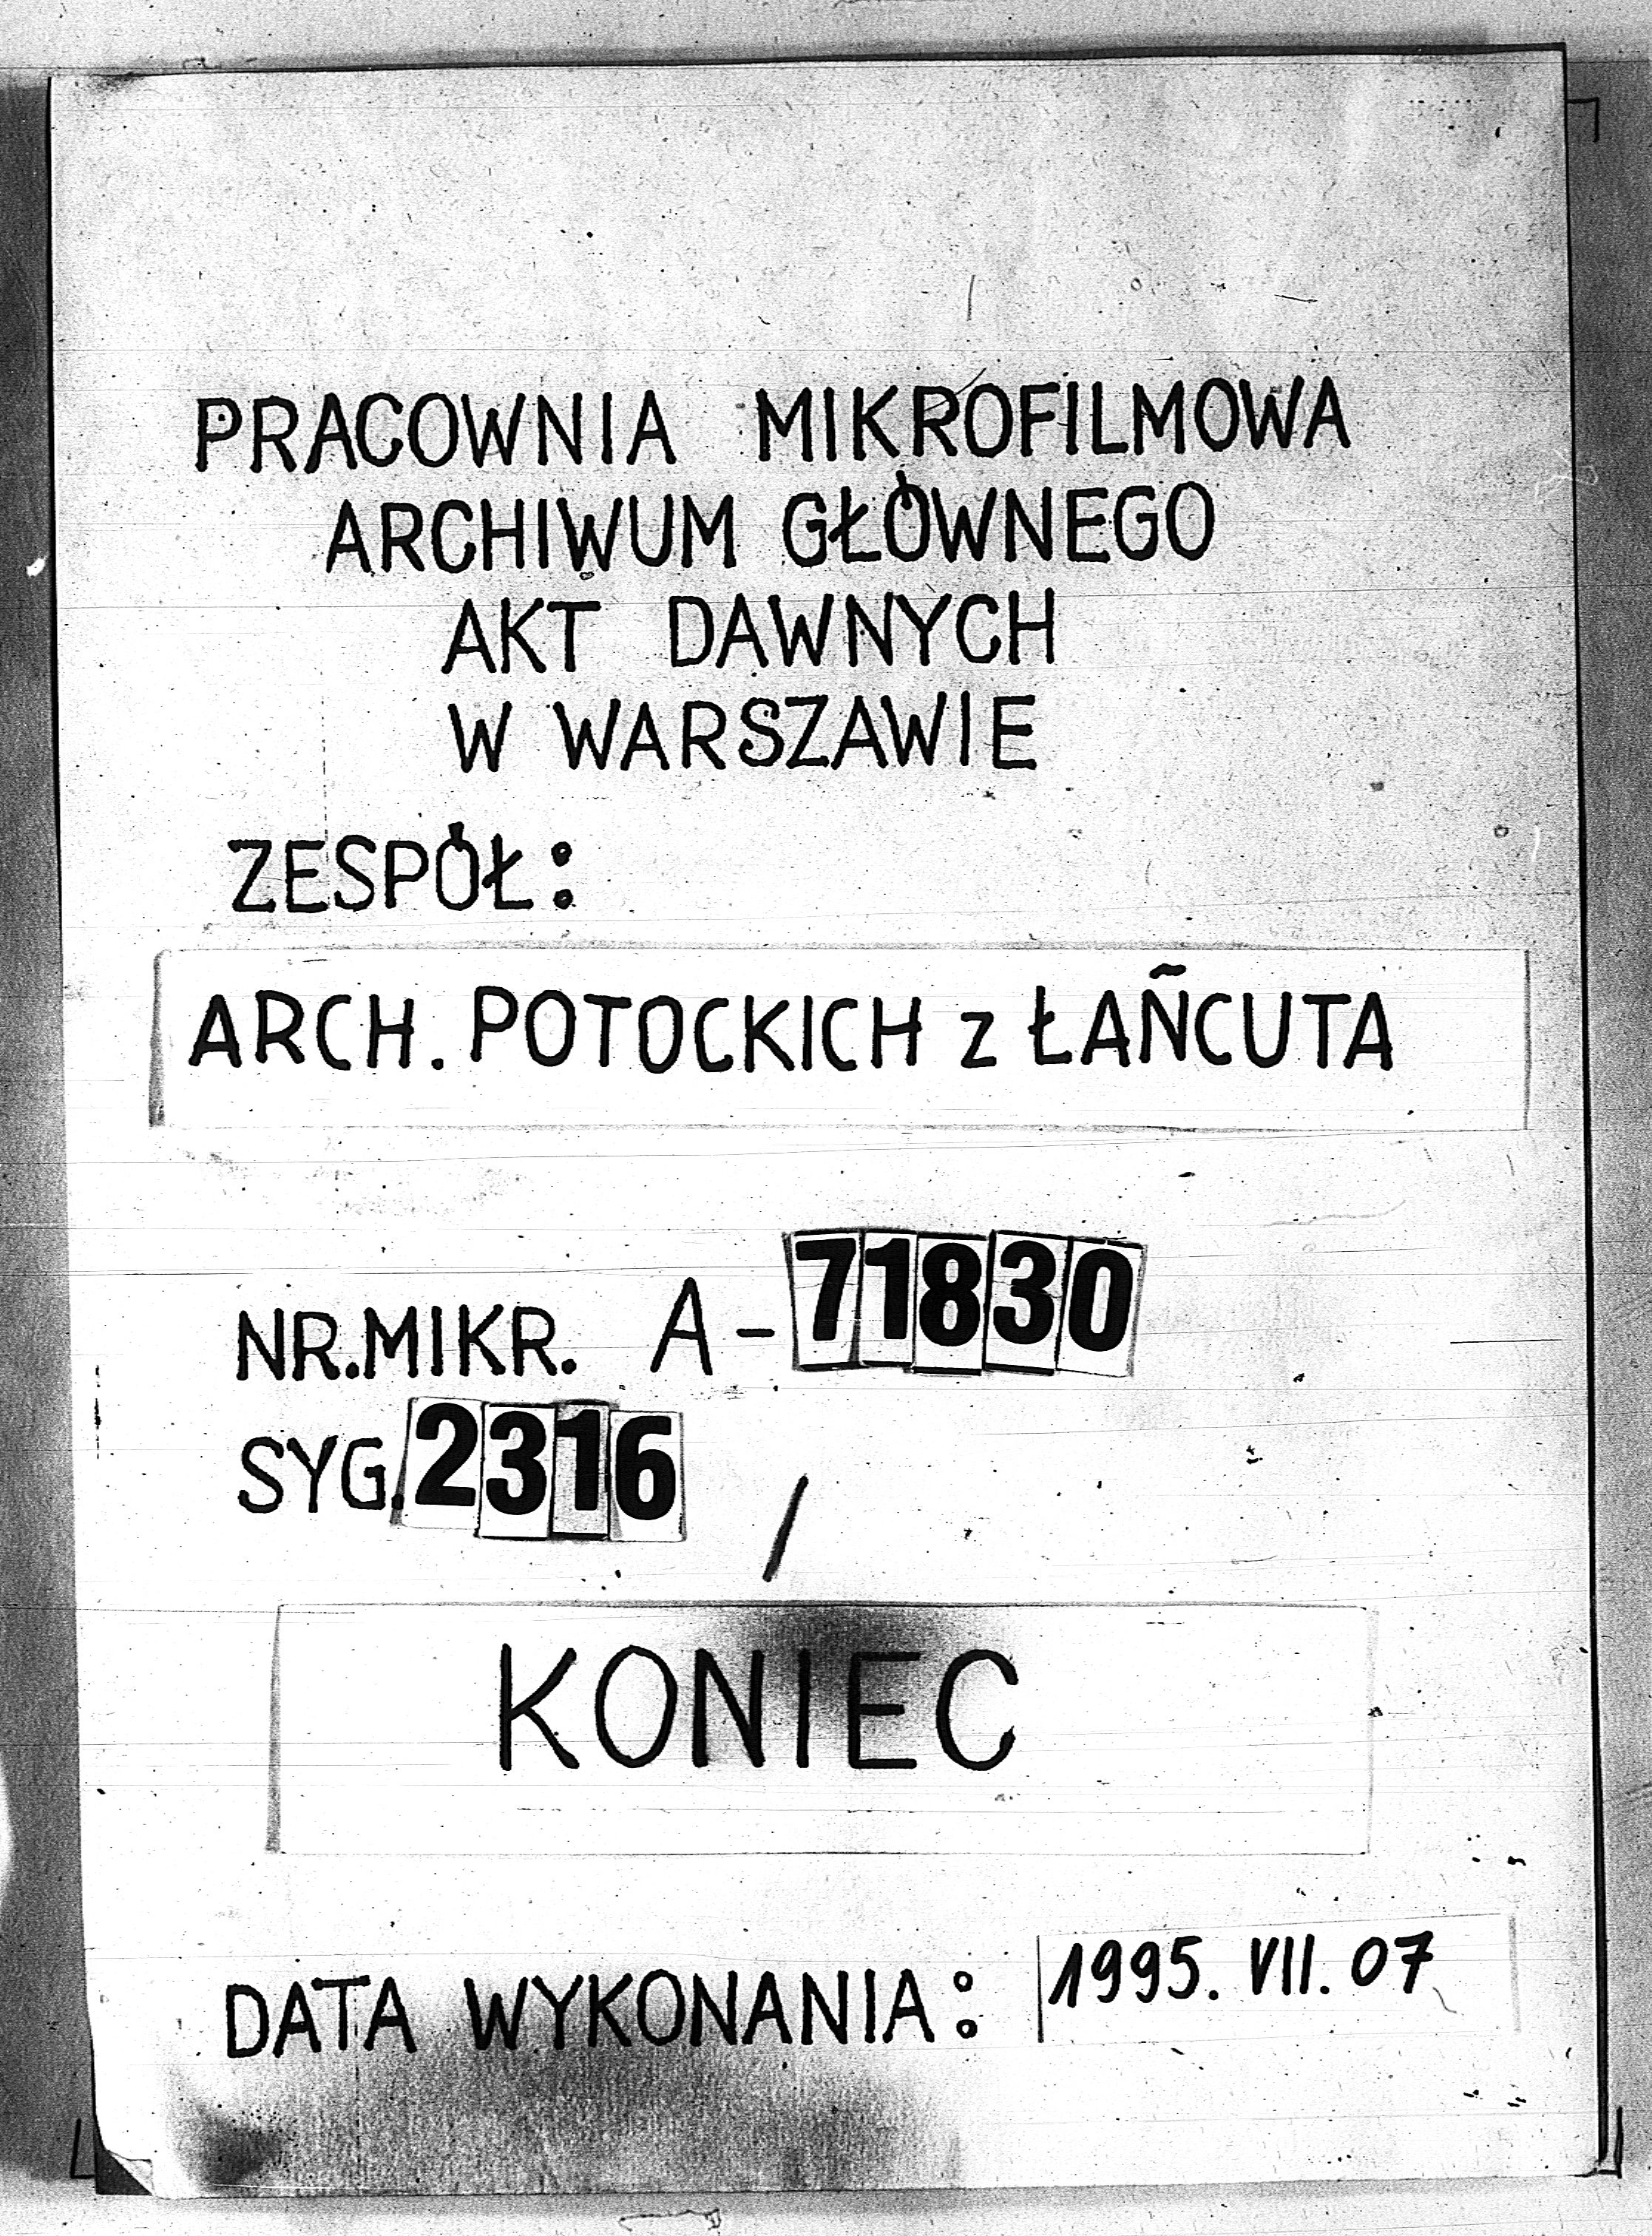 PRACOWNIA MIKROFILMOWA
ARCHIWUM GŁÓWNEGO
AKT DAWNYCH
W WARSZAWIE
ZESPÓŁ:
ARCH. POTOCKICH z ŁAÑCUTA
NR.MIKR. A-71830
SYG.2316 /
KONIEC
DATA WYKONANIA: 1995. VII. 07